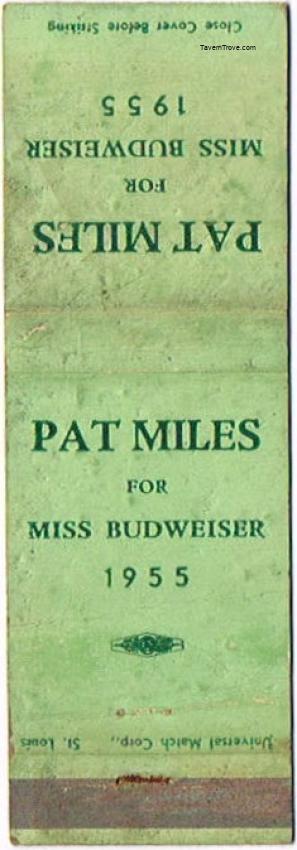 Close Cover Before Striking
TavernTrove.com
PAT MILES
FOR
MISS BUDWEISER
1955
PAT MILES
FOR
MISS BUDWEISER
1955
Universal Match Corp., St. Louis